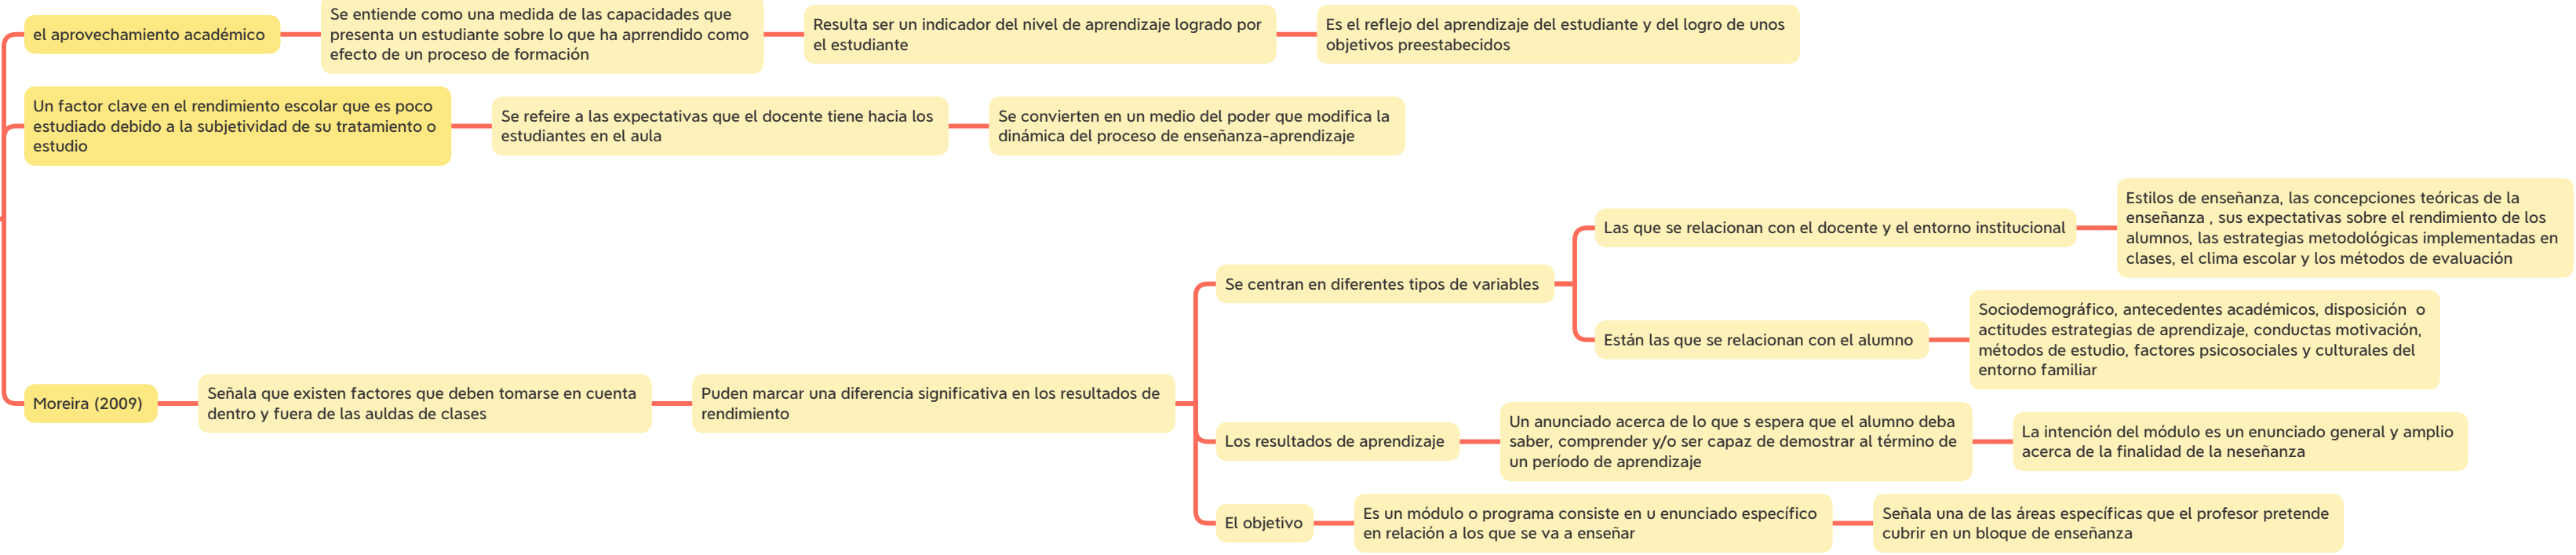 el aprovechamiento académico
Se entiende como una medida de las capacidades que
presenta un estudiante sobre lo que ha aprrendido como
efecto de un proceso de formación
Resulta ser un indicador del nivel de aprendizaje logrado por
el estudiante
Es el reflejo del aprendizaje del estudiante y del logro de unos
objetivos preestabecidos
Un factor clave en el rendimiento escolar que es poco
estudiado debido a la subjetividad de su tratamiento o
estudio
Se refeire a las expectativas que el docente tiene hacia los
estudiantes en el aula
Se convierten en un medio del poder que modifica la
dinámica del proceso de enseñanza-aprendizaje
Moreira (2009)
Señala que existen factores que deben tomarse en cuenta
dentro y fuera de las auldas de clases
Puden marcar una diferencia significativa en los resultados de
rendimiento
Se centran en diferentes tipos de variables
Las que se relacionan con el docente y el entorno institucional
Estilos de enseñanza, las concepciones teóricas de la
enseñanza , sus expectativas sobre el rendimiento de los
alumnos, las estrategias metodológicas implementadas en
clases, el clima escolar y los métodos de evaluación
Están las que se relacionan con el alumno
Sociodemográfico, antecedentes académicos, disposición  o
actitudes estrategias de aprendizaje, conductas motivación,
métodos de estudio, factores psicosociales y culturales del
entorno familiar
Los resultados de aprendizaje
Un anunciado acerca de lo que s espera que el alumno deba
saber, comprender y/o ser capaz de demostrar al término de
un período de aprendizaje
La intención del módulo es un enunciado general y amplio
acerca de la finalidad de la neseñanza
El objetivo
Es un módulo o programa consiste en u enunciado específico
en relación a los que se va a enseñar
Señala una de las áreas específicas que el profesor pretende
cubrir en un bloque de enseñanza